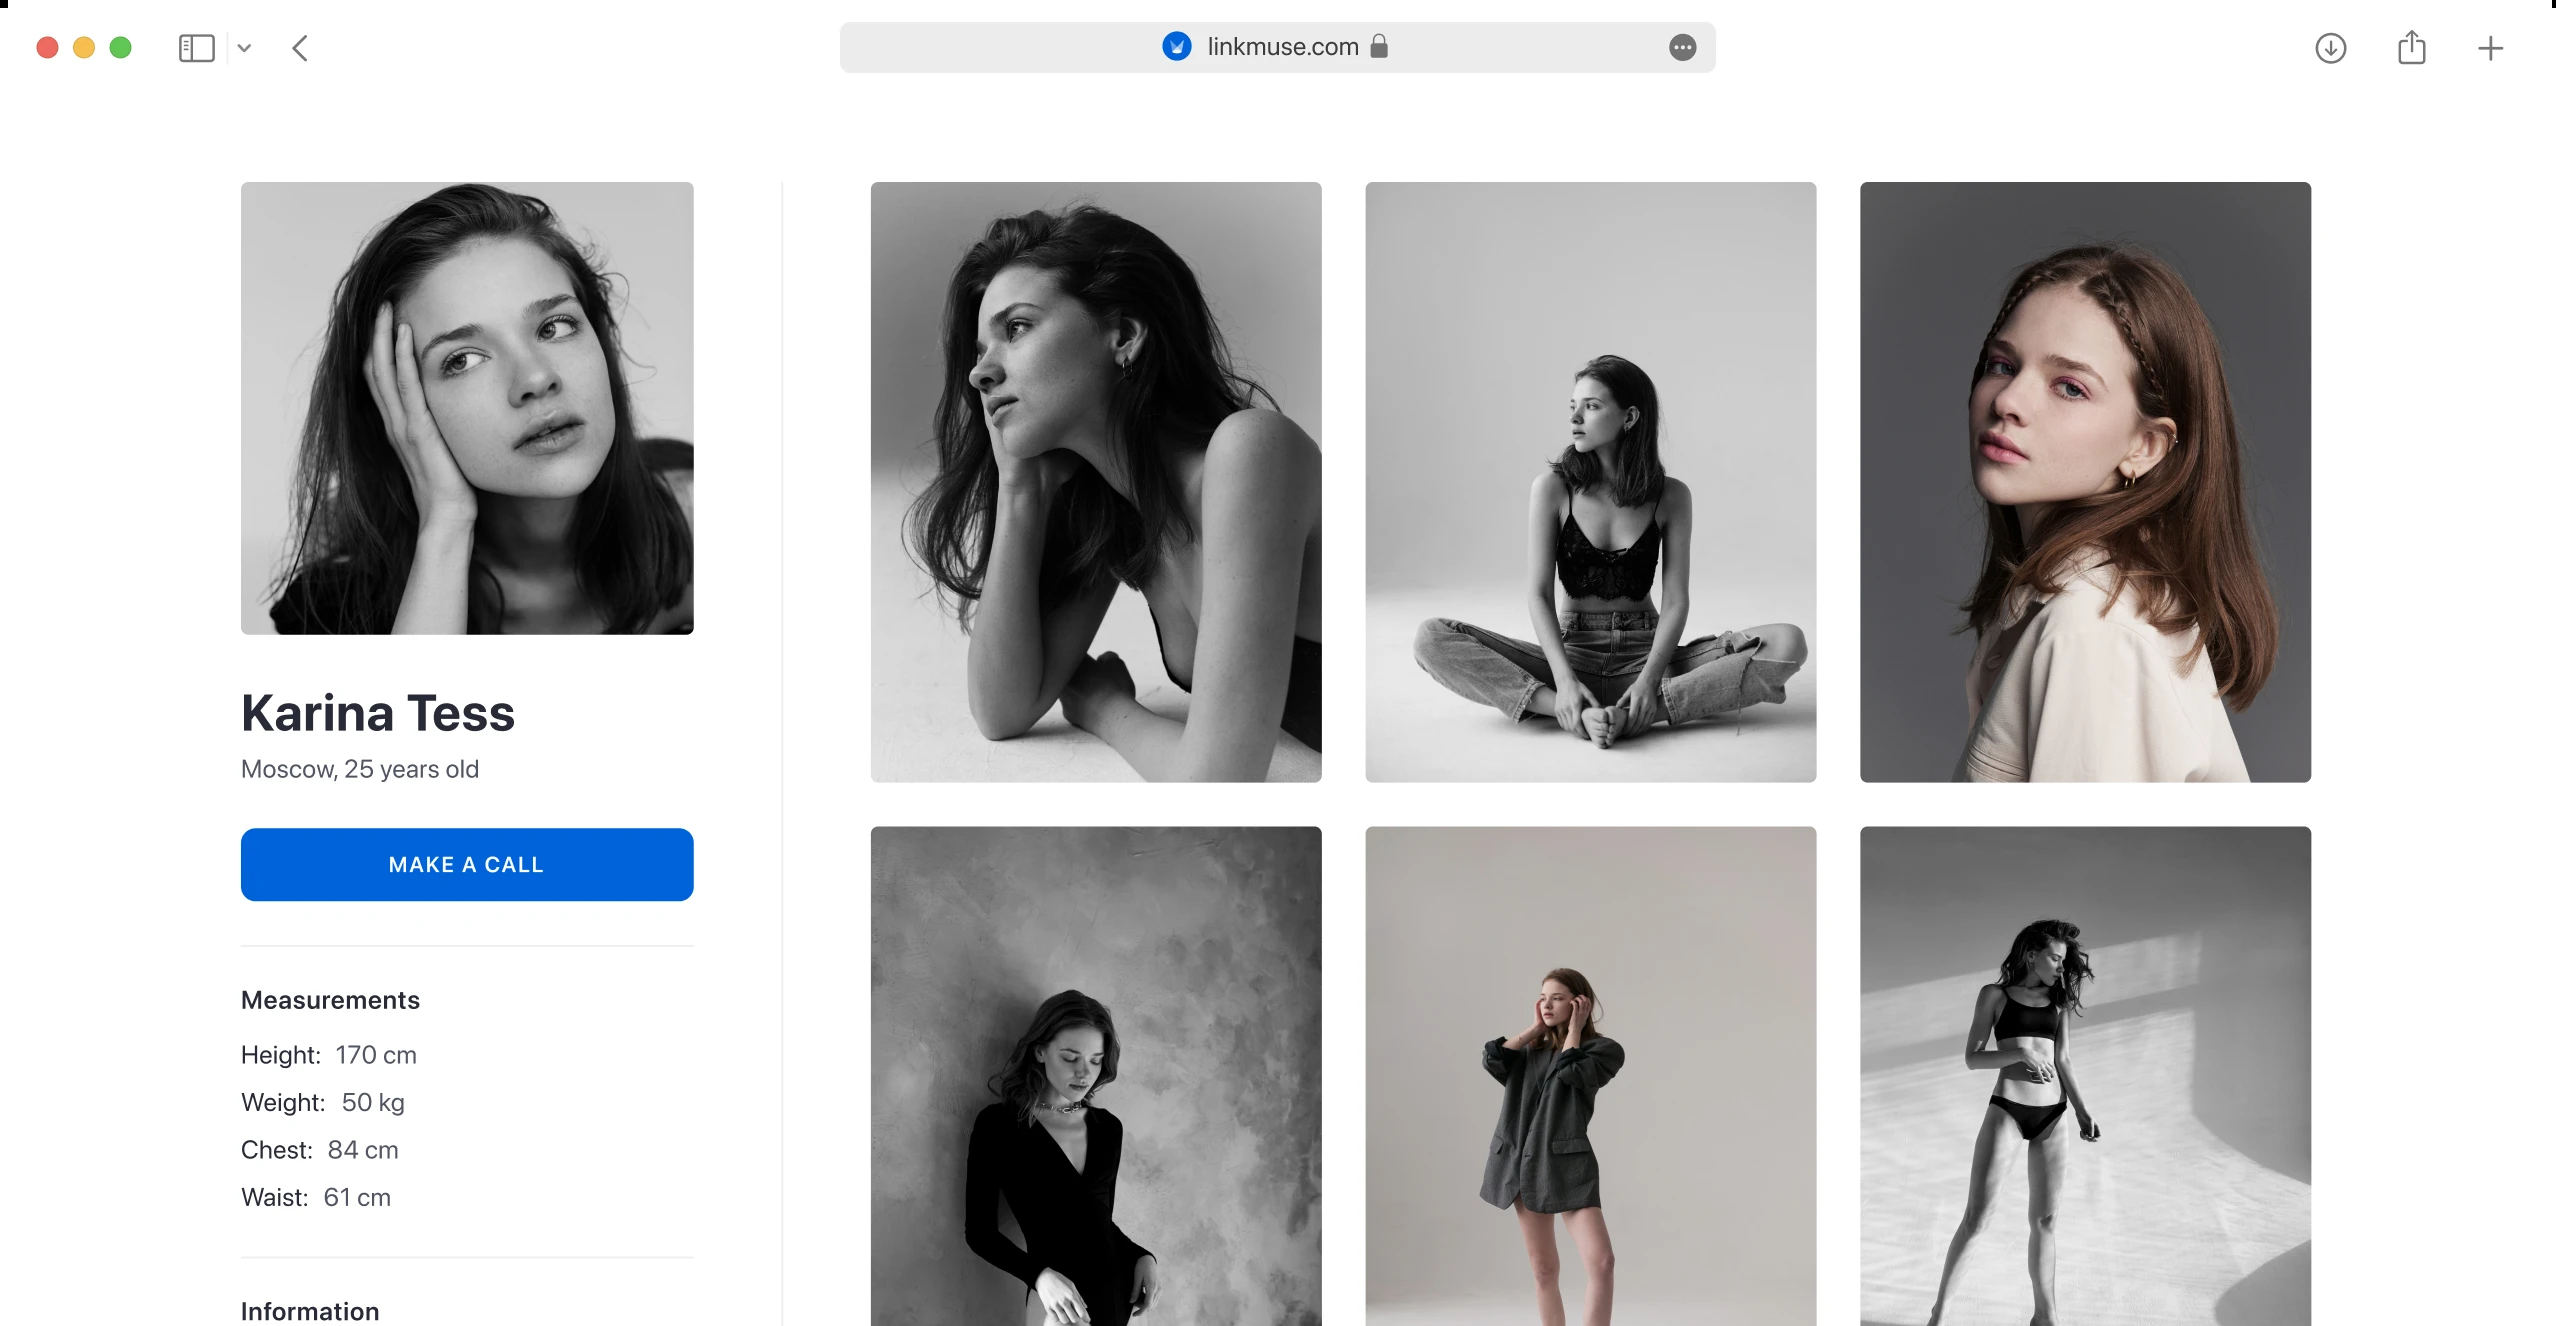 linkmuse.com
Karina Tess
Moscow, 25 years old
MAKE A CALL
Measurements
Height: 170 cm
Weight: 50 kg
Chest: 84 cm
Waist: 61 cm
Information